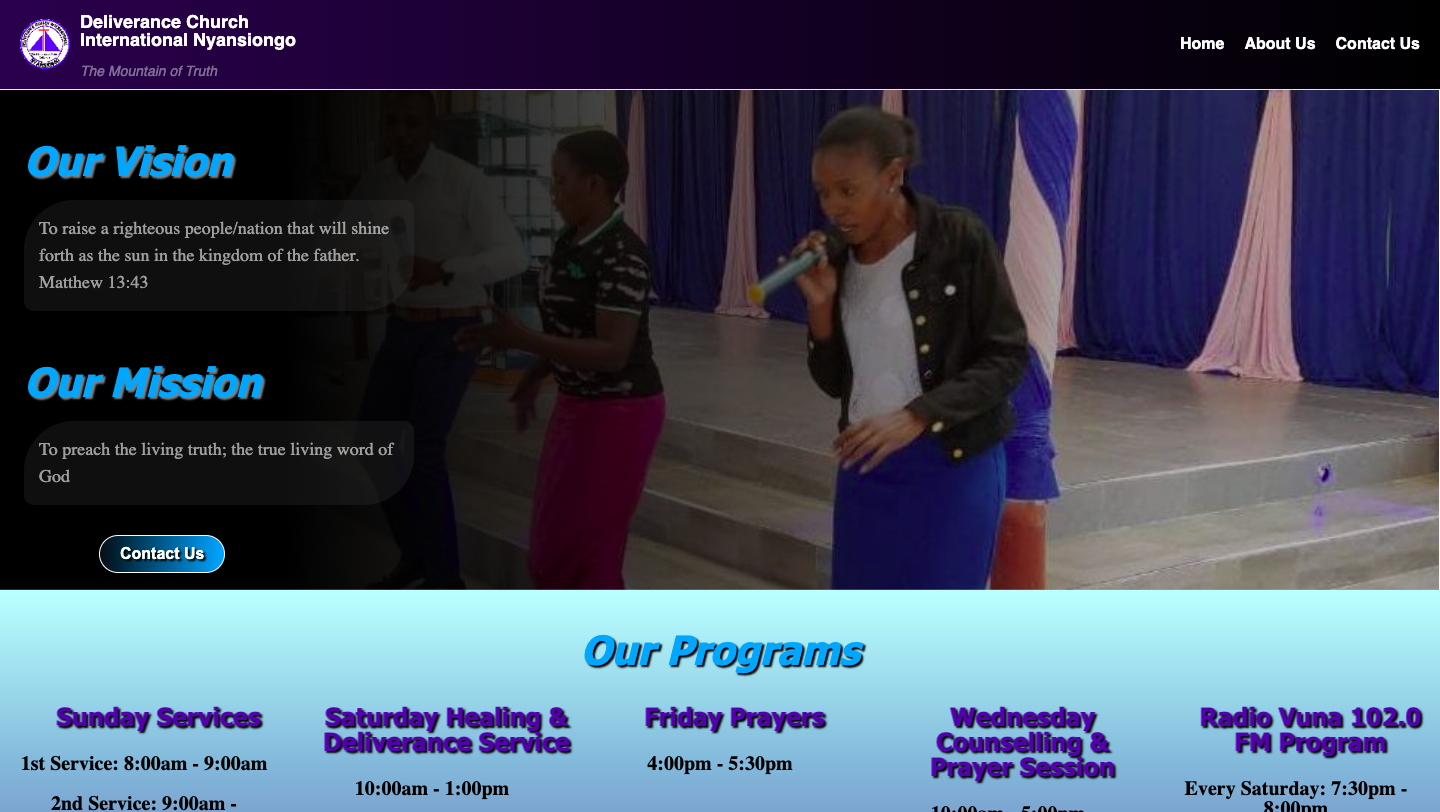 Deliverance Church
International Nyansiongo
The Mountain of Truth
Home About Us Contact Us
Our Vision
To raise a righteous people/nation that will shine
forth as the sun in the kingdom of the father.
Matthew 13:43
Our Mission
To preach the living truth; the true living word of
God
Contact Us
Our Programs
Sunday Services
1st Service: 8:00am - 9:00am
2nd Service: 9:00am -
Saturday Healing &
Deliverance Service
10:00am - 1:00pm
Friday Prayers
4:00pm - 5:30pm
Wednesday
Counselling &
Prayer Session
10:00am - 5:00pm
Radio Vuna 102.0
FM Program
Every Saturday: 7:30pm -
8:00pm